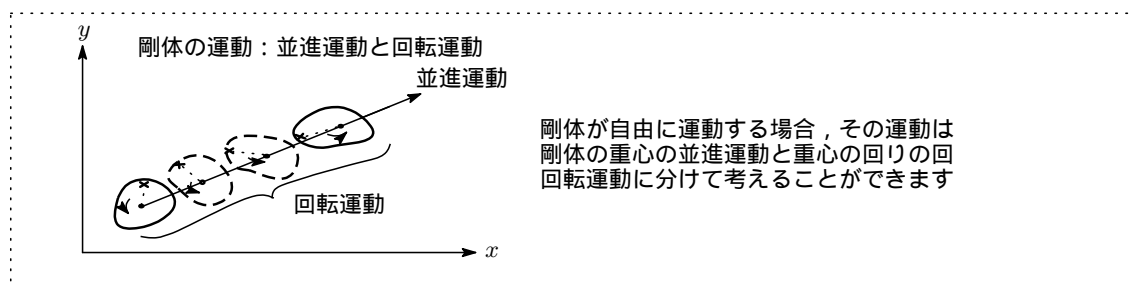 y
剛体の運動：並進運動と回転運動
並進運動
回転運動
x
剛体が自由に運動する場合，その運動は
剛体の重心の並進運動と重心の回りの回
回転運動に分けて考えることができます